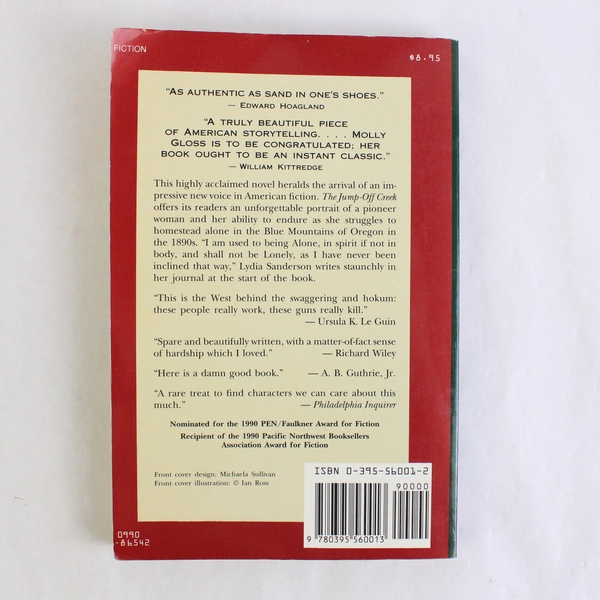 FICTION
$8.95
"AS AUTHENTIC AS SAND IN ONE'S SHOES."
— EDWARD HOAGLAND
"A TRULY BEAUTIFUL PIECE
OF AMERICAN STORYTELLING. . . . MOLLY
GLOSS IS TO BE CONGRATULATED; HER
BOOK OUGHT TO BE AN INSTANT CLASSIC."
— WILLIAM KITTREDGE
This highly acclaimed novel heralds the arrival of an im-
pressive new voice in American fiction. The Jump-Off Creek
offers its readers an unforgettable portrait of a pioneer
woman and her ability to endure as she struggles to
homestead alone in the Blue Mountains of Oregon in
the 1890s. "I am used to being Alone, in spirit if not in
body, and shall not be Lonely, as I have never been
inclined that way," Lydia Sanderson writes staunchly in
her journal at the start of the book.
"This is the West behind the swaggering and hokum:
these people really work, these guns really kill."
— Ursula K. Le Guin
"Spare and beautifully written, with a matter-of-fact sense
of hardship which I loved." — Richard Wiley
"Here is a damn good book." — A. B. Guthrie, Jr.
"A rare treat to find characters we can care about this
much." — Philadelphia Inquirer
Nominated for the 1990 PEN/Faulkner Award for Fiction
Recipient of the 1990 Pacific Northwest Booksellers
Association Award for Fiction
Front cover design: Michaela Sullivan
Front cover illustration: © Ian Ross
ISBN 0-395-56001-2
90000
9 780395 560013
0990
-86542